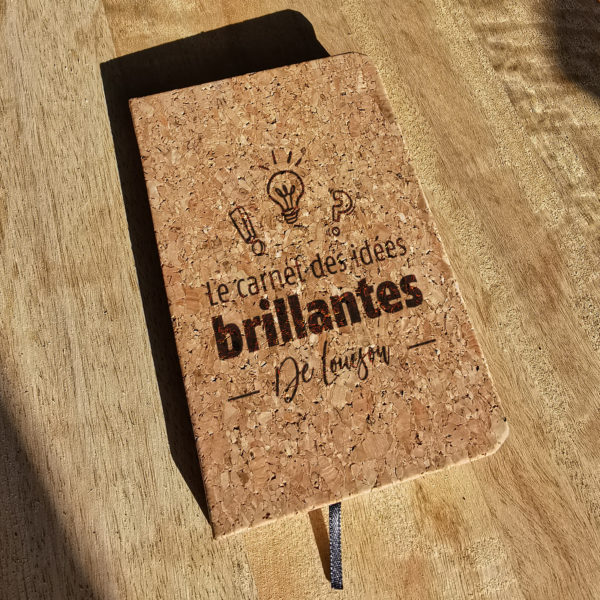 ! ?
Le carnet des idées
brillantes
— De Louison —